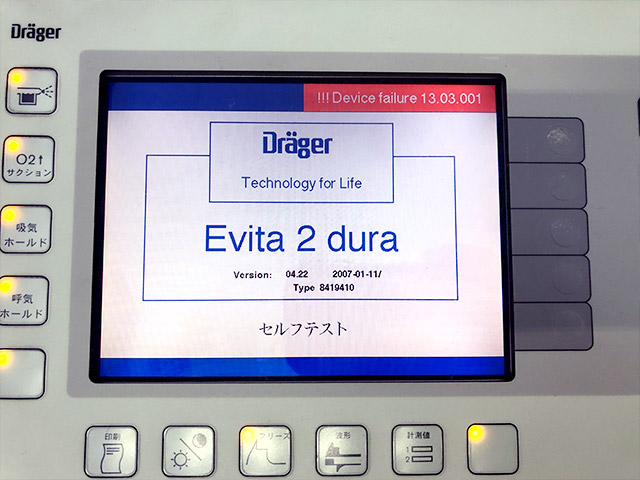 Dräger
!!! Device failure 13.03.001
Dräger
Technology for Life
Evita 2 dura
Version: 04.22 2007-01-11/
Type 8419410
セルフテスト
O2↑
サクション
吸気
ホールド
呼気
ホールド
印刷
フリーズ
波形
計測値
1
2